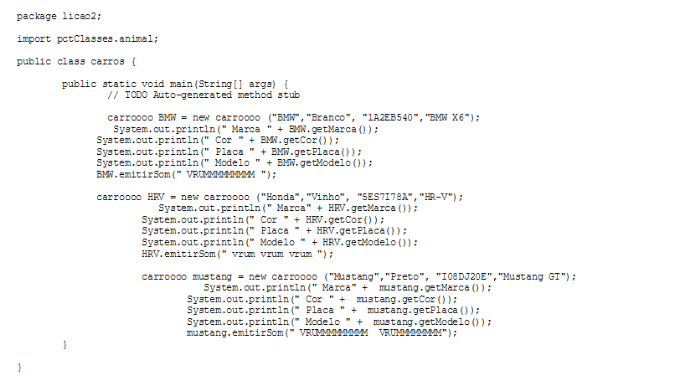 package licao2;
import pctClasses.animal;
public class carros {
public static void main(String[] args) {
// TODO Auto-generated method stub
carroooo BMW = new carroooo ("BMW","Branco", "1A2EB540","BMW X6");
System.out.println(" Marca " + BMW.getMarca());
System.out.println(" Cor " + BMW.getCor());
System.out.println(" Placa " + BMW.getPlaca());
System.out.println(" Modelo " + BMW.getModelo());
BMW.emitirSom(" VRUMMMMMMMM ");
carroooo HRV = new carroooo ("Honda","Vinho", "5ES7I78A","HR-V");
System.out.println(" Marca" + HRV.getMarca());
System.out.println(" Cor " + HRV.getCor());
System.out.println(" Placa " + HRV.getPlaca());
System.out.println(" Modelo " + HRV.getModelo());
HRV.emitirSom(" vrum vrum vrum ");
carroooo mustang = new carroooo ("Mustang","Preto", "I08DJ20E","Mustang GT");
System.out.println(" Marca" + mustang.getMarca());
System.out.println(" Cor " + mustang.getCor());
System.out.println(" Placa " + mustang.getPlaca());
System.out.println(" Modelo " + mustang.getModelo());
mustang.emitirSom(" VRUMMMMMMMMM VRUMMMMMMMM");
}
}